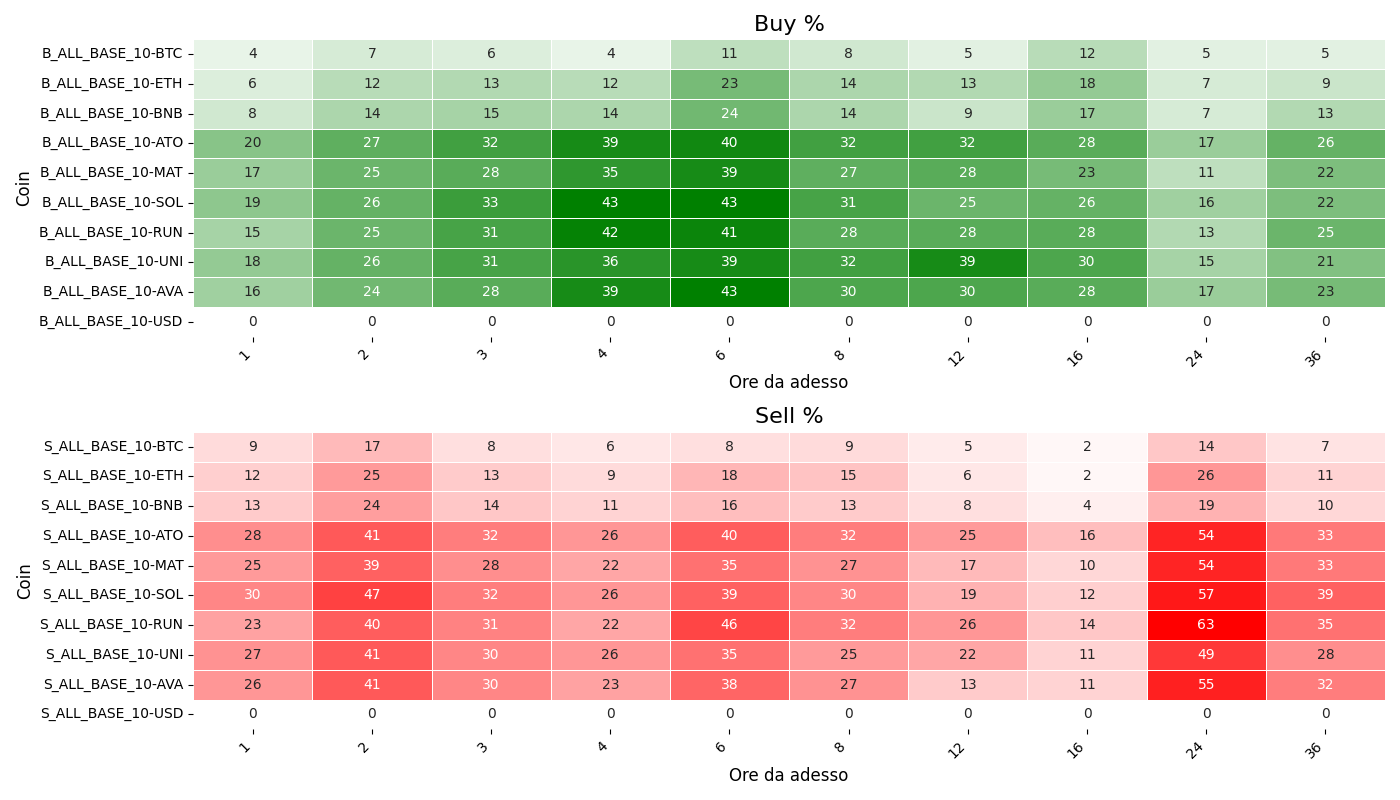 Buy %
Coin
B_ALL_BASE_10-BTC 4 7 6 4 11 8 5 12 5 5
B_ALL_BASE_10-ETH 6 12 13 12 23 14 13 18 7 9
B_ALL_BASE_10-BNB 8 14 15 14 24 14 9 17 7 13
B_ALL_BASE_10-ATO 20 27 32 39 40 32 32 28 17 26
B_ALL_BASE_10-MAT 17 25 28 35 39 27 28 23 11 22
B_ALL_BASE_10-SOL 19 26 33 43 43 31 25 26 16 22
B_ALL_BASE_10-RUN 15 25 31 42 41 28 28 28 13 25
B_ALL_BASE_10-UNI 18 26 31 36 39 32 39 30 15 21
B_ALL_BASE_10-AVA 16 24 28 39 43 30 30 28 17 23
B_ALL_BASE_10-USD 0 0 0 0 0 0 0 0 0 0
1 2 3 4 6 8 12 16 24 36
Ore da adesso
Sell %
Coin
S_ALL_BASE_10-BTC 9 17 8 6 8 9 5 2 14 7
S_ALL_BASE_10-ETH 12 25 13 9 18 15 6 2 26 11
S_ALL_BASE_10-BNB 13 24 14 11 16 13 8 4 19 10
S_ALL_BASE_10-ATO 28 41 32 26 40 32 25 16 54 33
S_ALL_BASE_10-MAT 25 39 28 22 35 27 17 10 54 33
S_ALL_BASE_10-SOL 30 47 32 26 39 30 19 12 57 39
S_ALL_BASE_10-RUN 23 40 31 22 46 32 26 14 63 35
S_ALL_BASE_10-UNI 27 41 30 26 35 25 22 11 49 28
S_ALL_BASE_10-AVA 26 41 30 23 38 27 13 11 55 32
S_ALL_BASE_10-USD 0 0 0 0 0 0 0 0 0 0
1 2 3 4 6 8 12 16 24 36
Ore da adesso